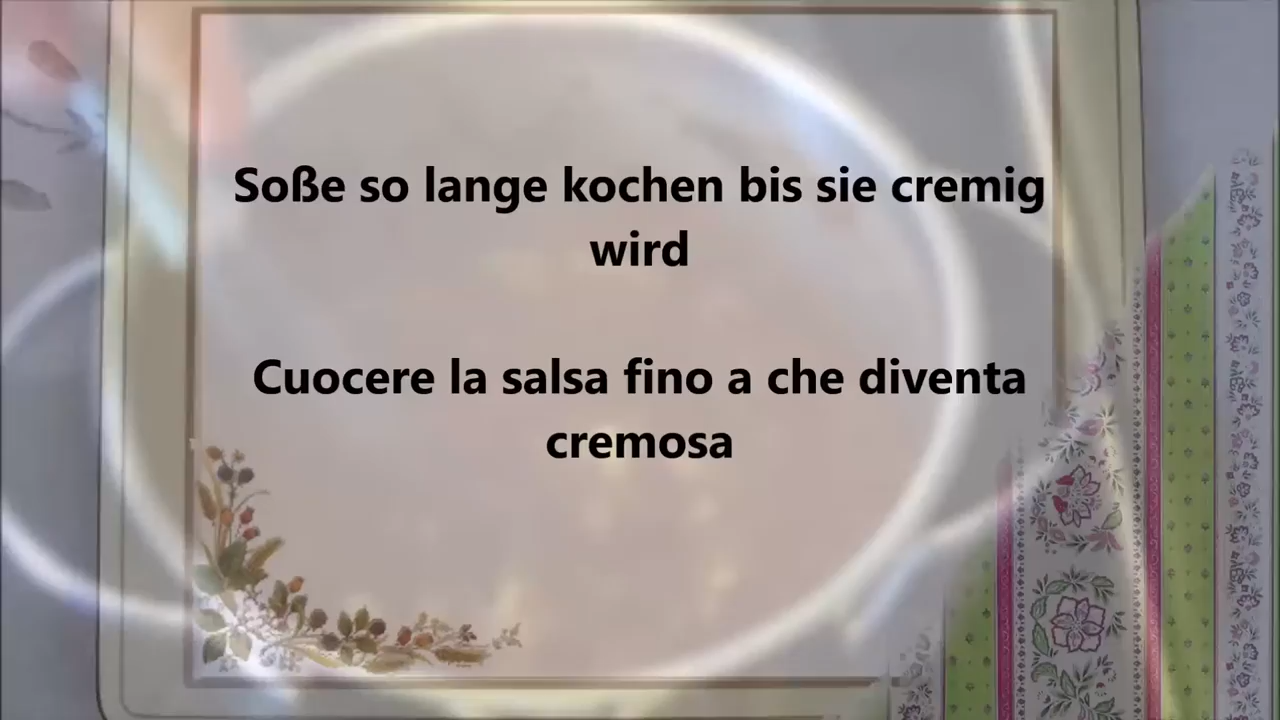 Soße so lange kochen bis sie cremig
wird
Cuocere la salsa fino a che diventa
cremosa